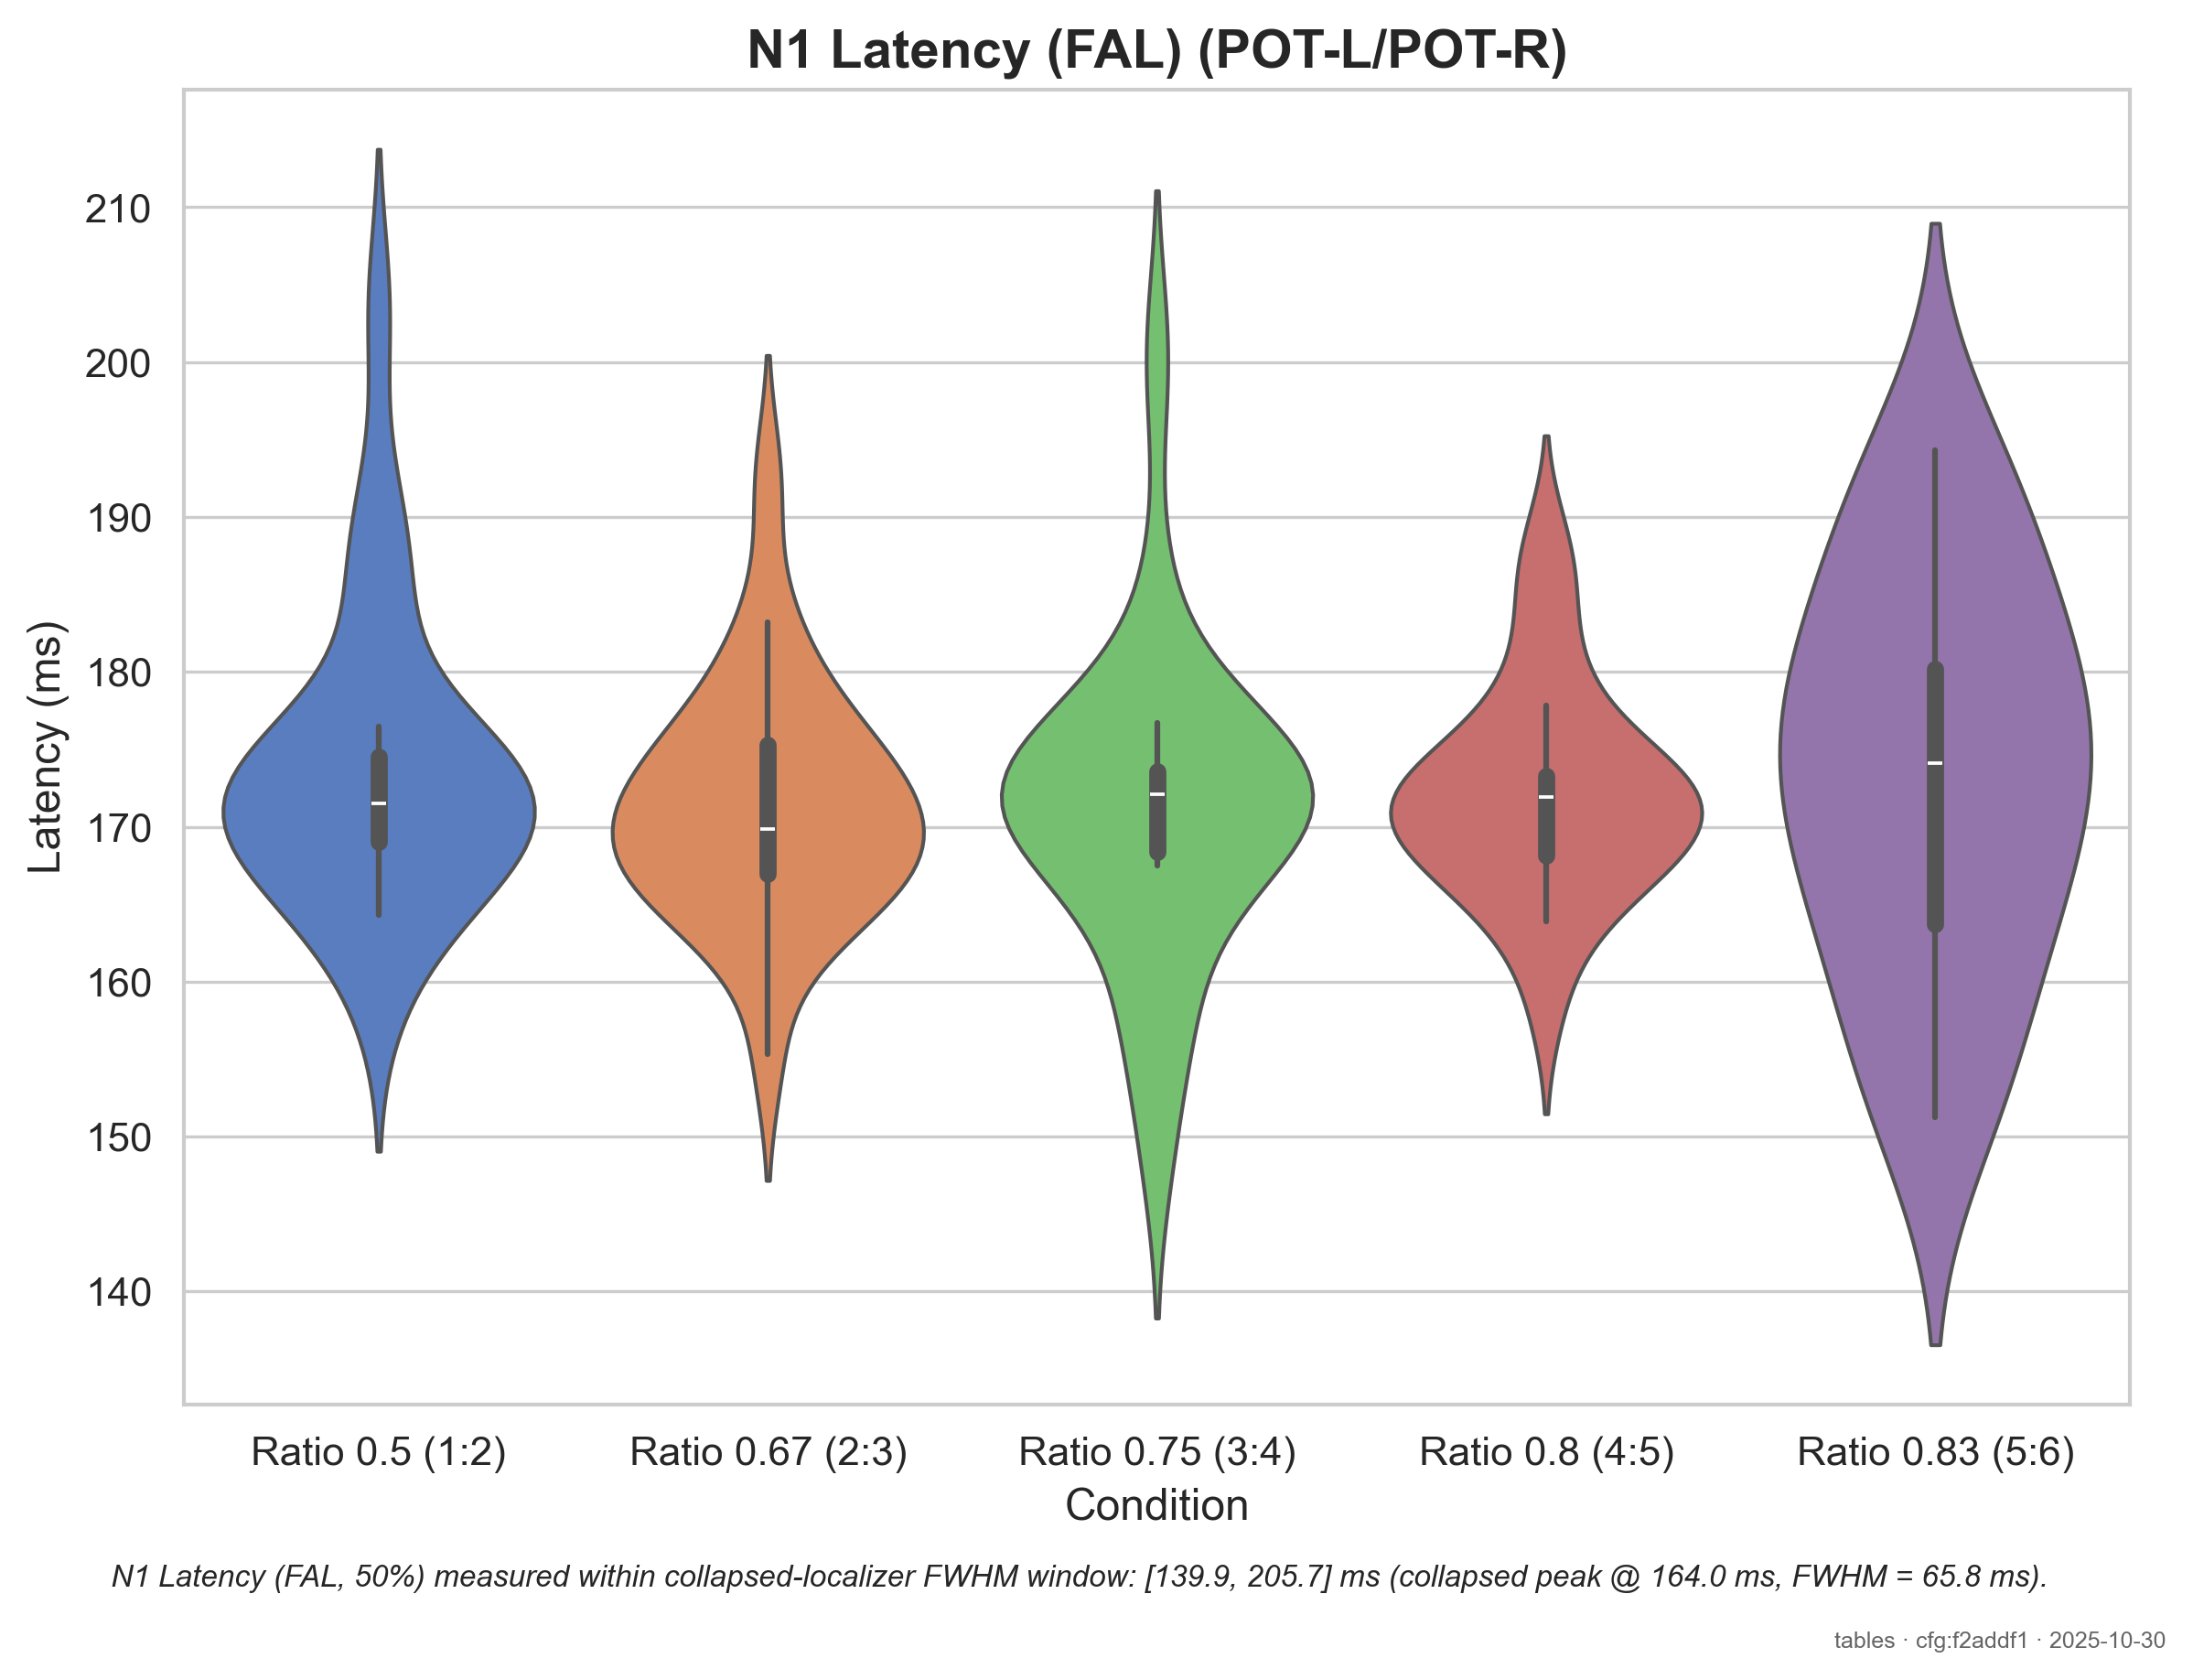 N1 Latency (FAL) (POT-L/POT-R)
Latency (ms)
210
200
190
180
170
160
150
140
Ratio 0.5 (1:2) Ratio 0.67 (2:3) Ratio 0.75 (3:4) Ratio 0.8 (4:5) Ratio 0.83 (5:6)
Condition
N1 Latency (FAL, 50%) measured within collapsed-localizer FWHM window: [139.9, 205.7] ms (collapsed peak @ 164.0 ms, FWHM = 65.8 ms).
tables · cfg:f2addf1 · 2025-10-30